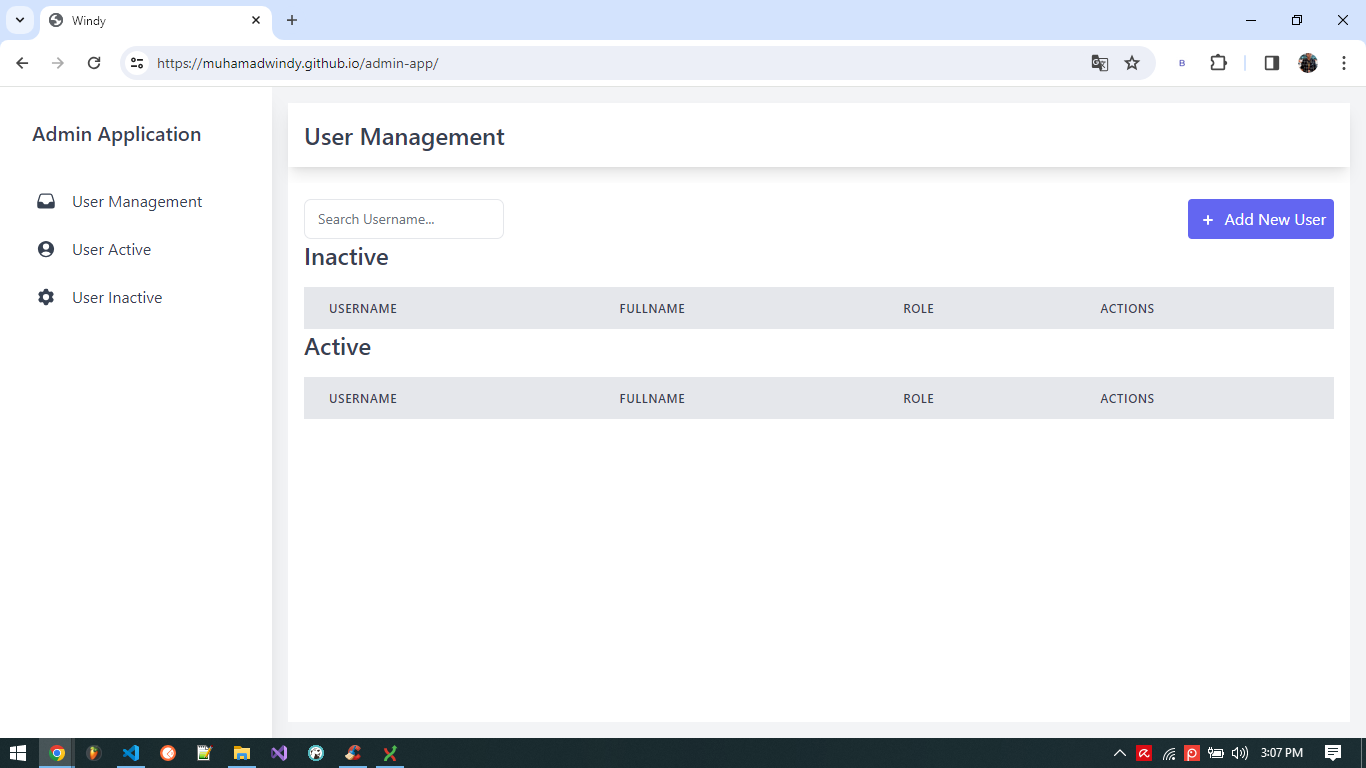 Windy
https://muhamadwindy.github.io/admin-app/
B
Admin Application
User Management
User Active
User Inactive
User Management
Search Username...
+ Add New User
Inactive
USERNAME FULLNAME ROLE ACTIONS
Active
USERNAME FULLNAME ROLE ACTIONS
3:07 PM